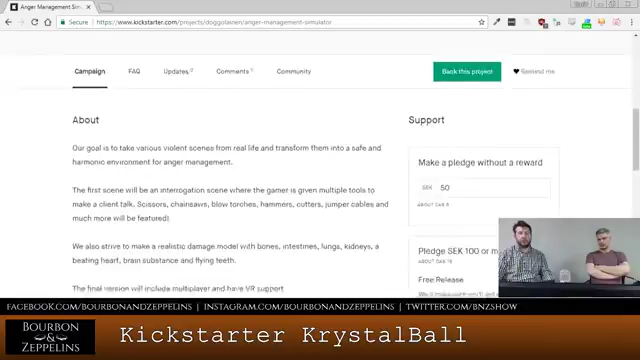 Anger Management Sim
https://www.kickstarter.com/projects/doggolasnen/anger-management-simulator
Campaign FAQ Updates 0 Comments 0 Community
Back this project
Remind me
About
Support
Our goal is to take various violent scenes from real life and transform them into a safe and
harmonic environment for anger management.
Make a pledge without a reward
SEK 50
The first scene will be an interrogation scene where the gamer is given multiple tools to
make a client talk. Scissors, chainsaws, blow torches, hammers, cutters, jumper cables and
much more will be featured!
ABOUT CA$ 8
We also strive to make a realistic damage model with bones, intestines, lungs, kidneys, a
beating heart, brain substance and flying teeth.
Pledge SEK 100 or m
ABOUT CA$
Free Release
The final version will include multiplayer and have VR support
FACEBOOK.COM/BOURBONANDZEPPELINS | INSTAGRAM.COM/BOURBONANDZEPPELINS | TWITTER.COM/BNZSHOW
BOURBON
&
ZEPPELINS
Kickstarter KrystalBall